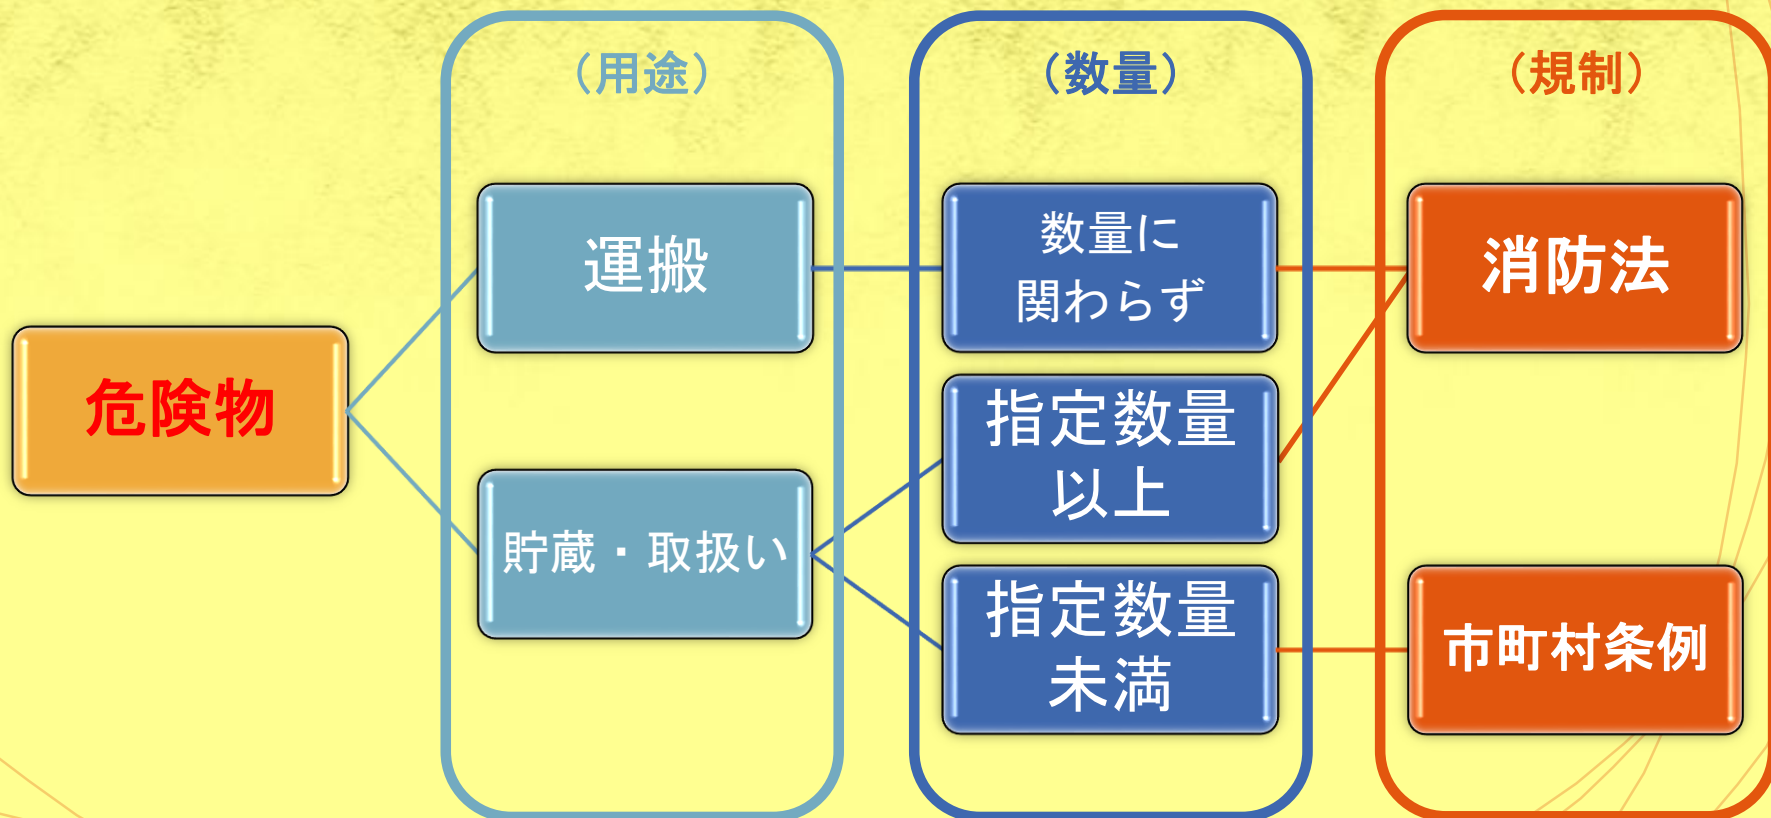 （用途）
（数量）
（規制）
危険物
運搬
貯蔵・取扱い
数量に
関わらず
指定数量
以上
指定数量
未満
消防法
市町村条例